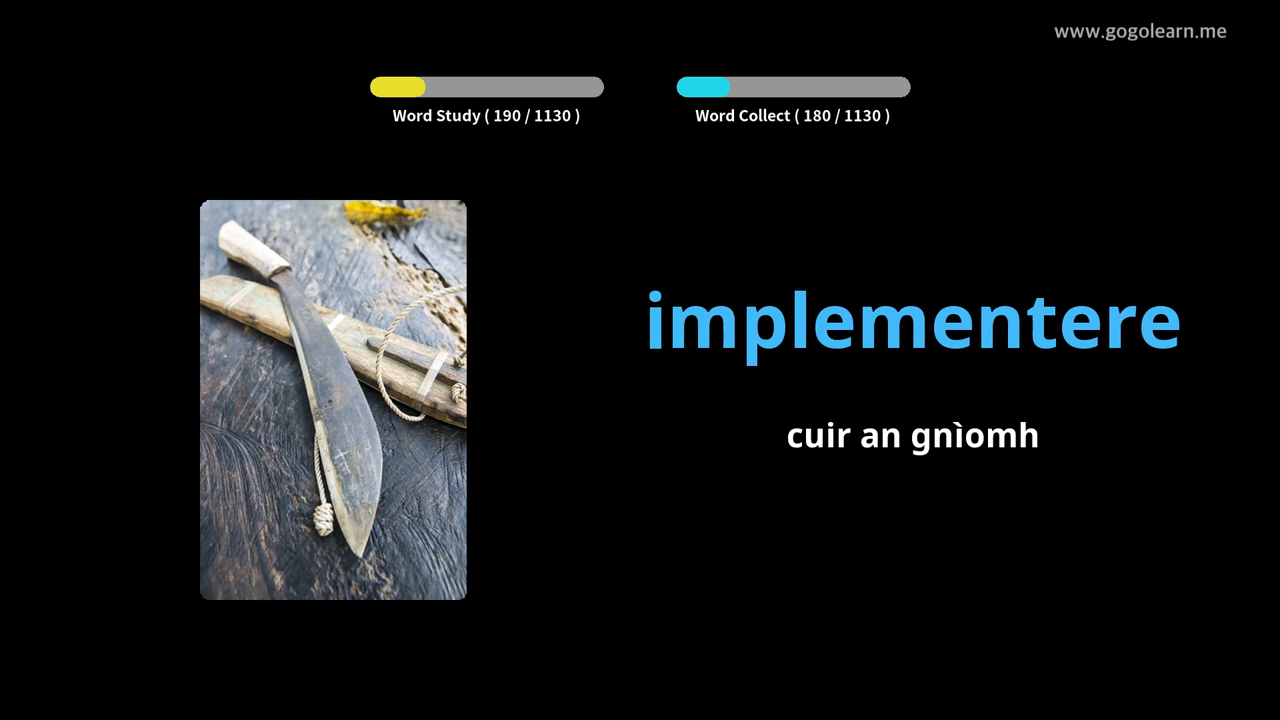 www.gogolearn.me
Word Study ( 190 / 1130 )
Word Collect ( 180 / 1130 )
implementere
cuir an gnìomh